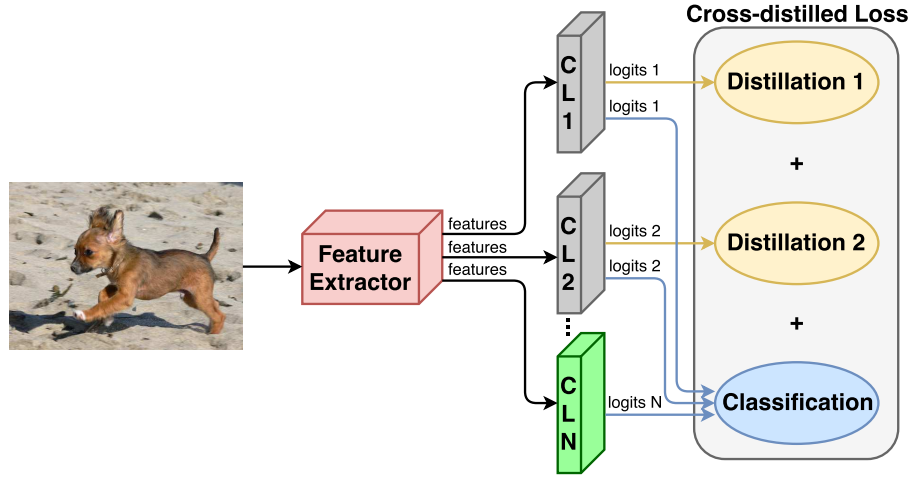 Cross-distilled Loss
C
L
1
logits 1
logits 1
Distillation 1
+
Feature
Extractor
features
features
features
C
L
2
logits 2
logits 2
Distillation 2
+
C
L
N
logits N
Classification